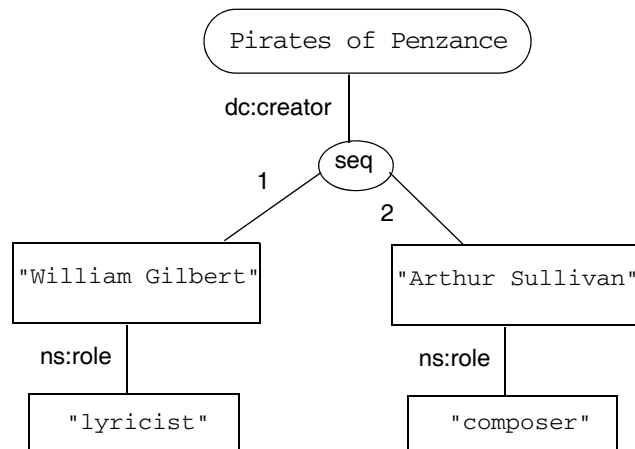 Pirates of Penzance
dc:creator
seq
1
2
"William Gilbert"
"Arthur Sullivan"
ns:role
ns:role
"lyricist"
"composer"